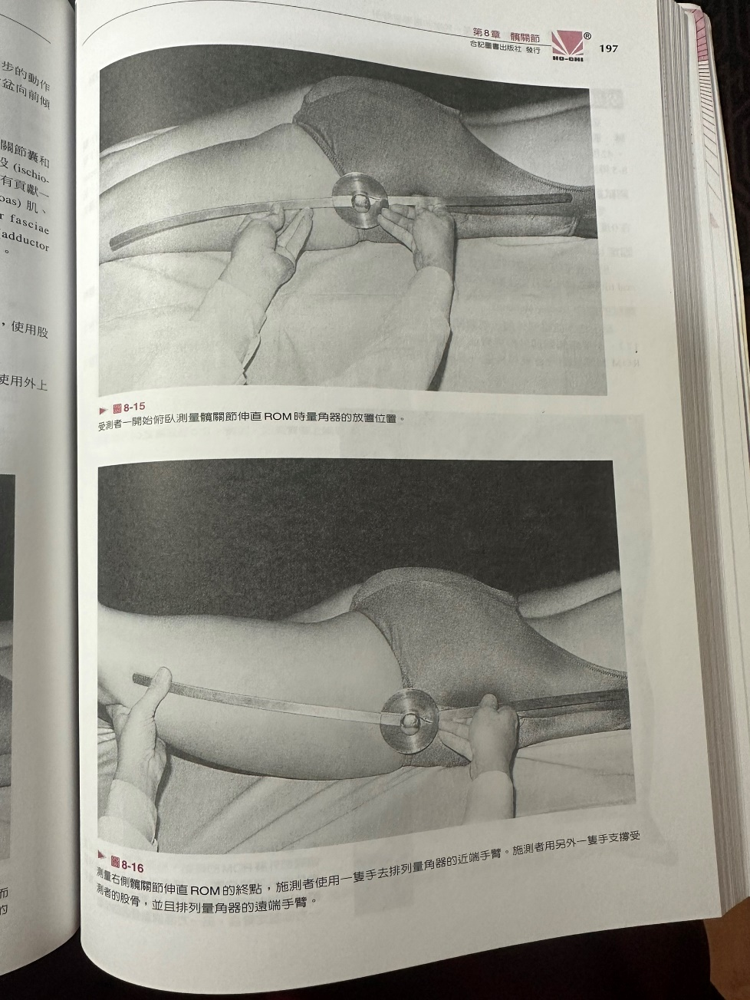 步的動作
盆向前傾
關節囊和
(ischio-
有貢獻一
oas) 肌、
r fasciae
adductor
。
，使用股
使用外上
而
的
第8章 髖關節
合記圖書出版社 發行
HO-CHI
®
197
▶ 圖8-15
受測者一開始俯臥測量髖關節伸直ROM時量角器的放置位置。
▶ 圖8-16
測量右側髖關節伸直ROM的終點，施測者使用一隻手去排列量角器的近端手臂。施測者用另外一隻手支撐受
測者的股骨，並且排列量角器的遠端手臂。